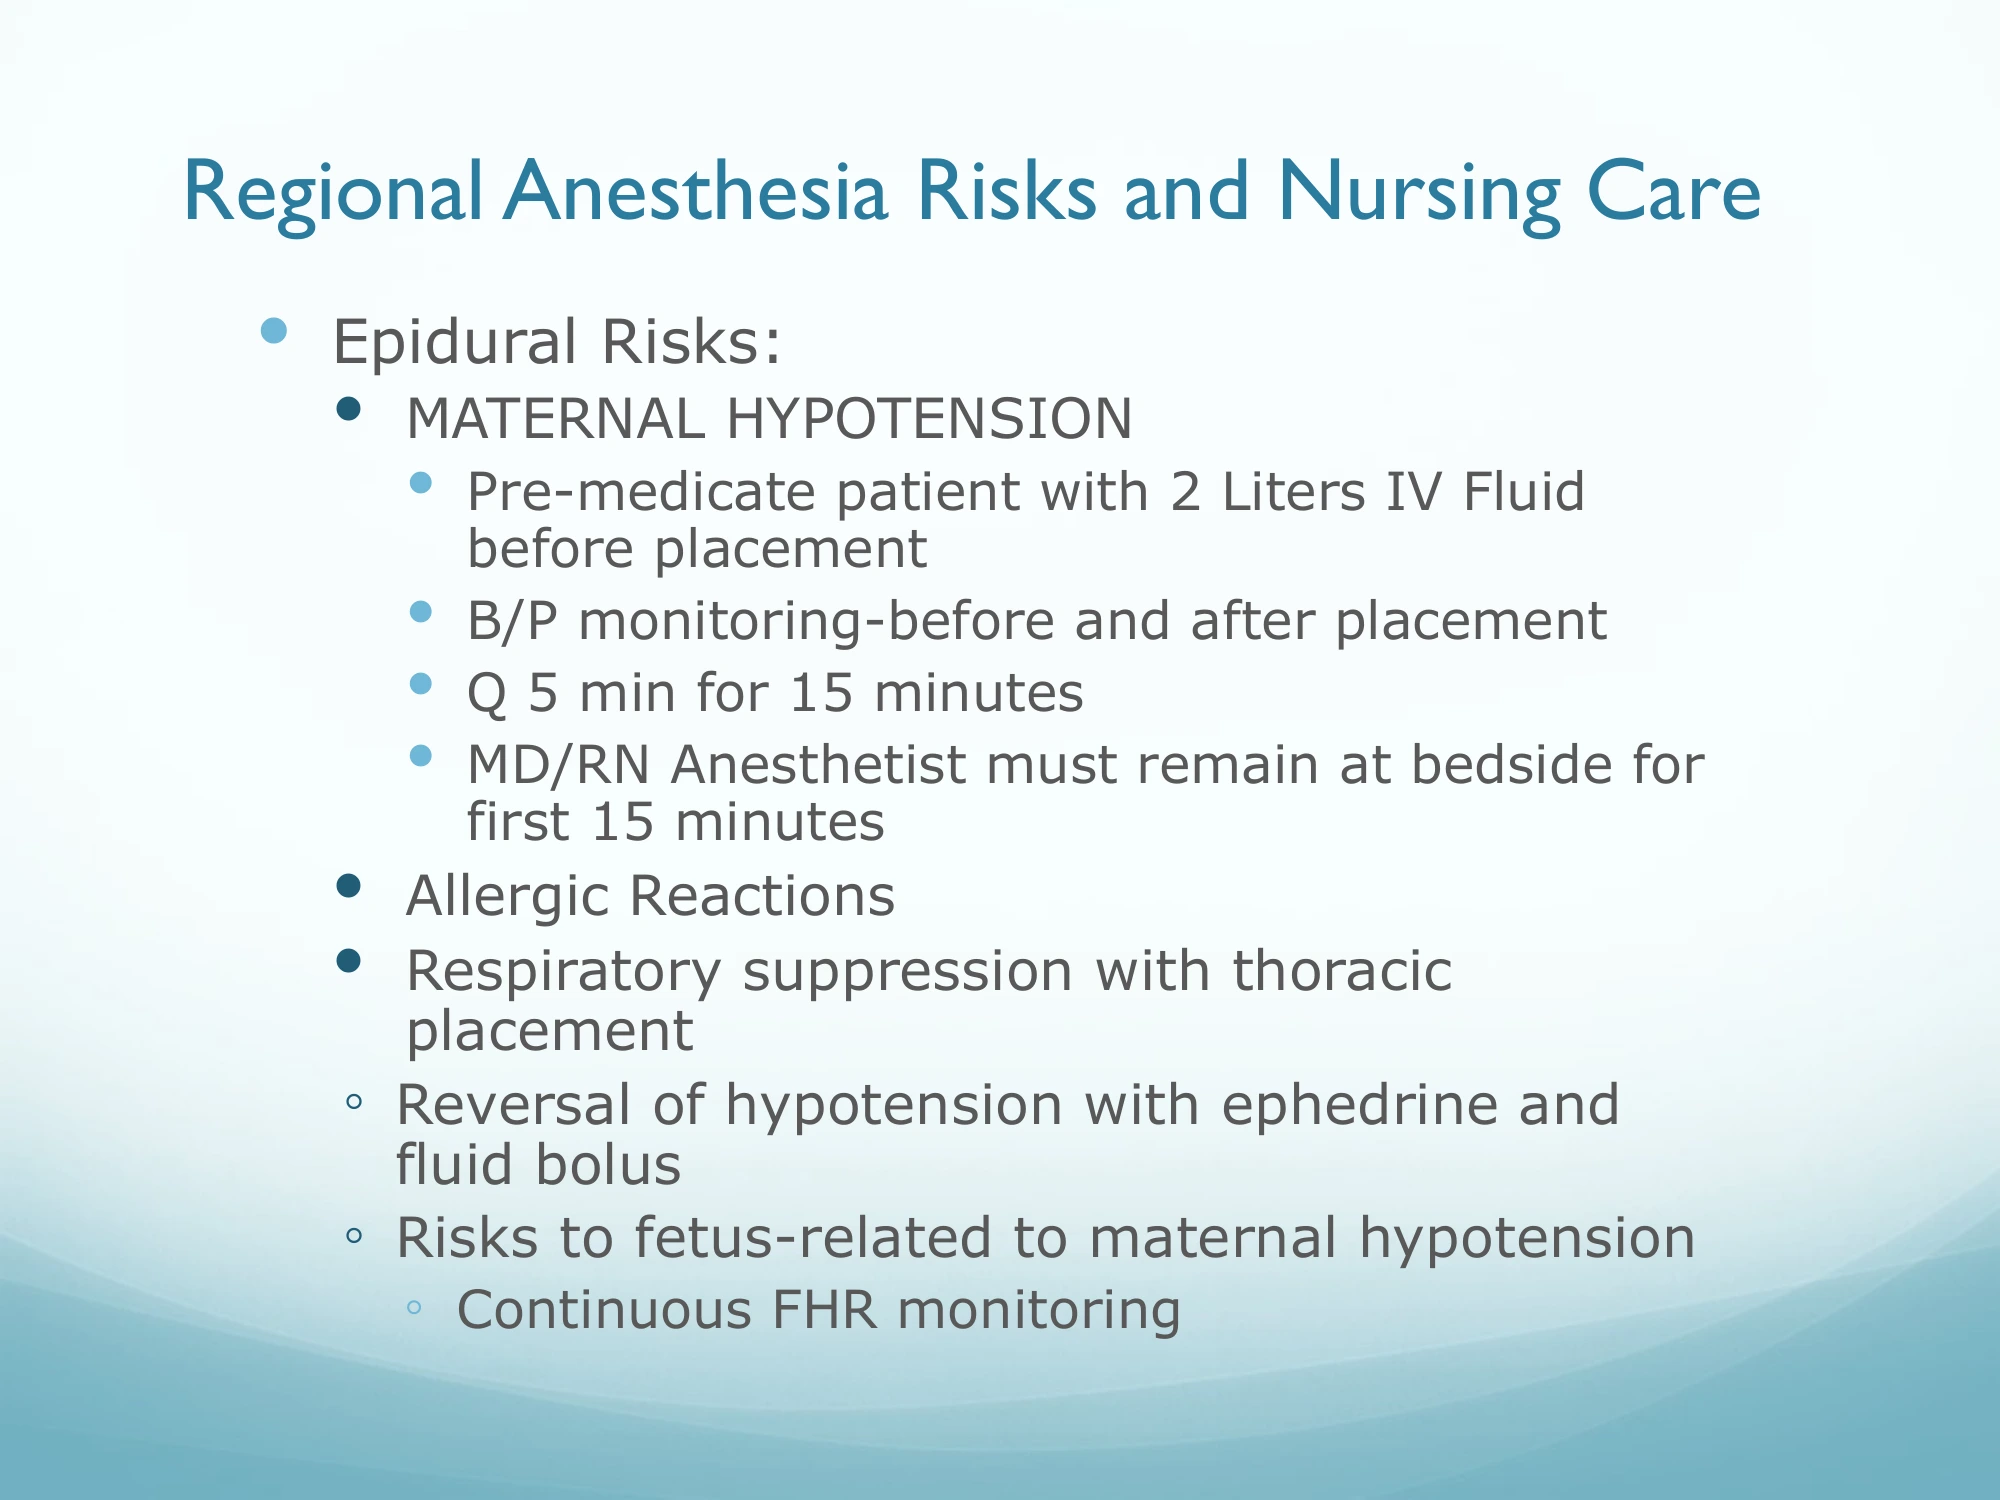 Regional Anesthesia Risks and Nursing Care
• Epidural Risks:
• MATERNAL HYPOTENSION
• Pre-medicate patient with 2 Liters IV Fluid
before placement
• B/P monitoring-before and after placement
• Q 5 min for 15 minutes
• MD/RN Anesthetist must remain at bedside for
first 15 minutes
• Allergic Reactions
• Respiratory suppression with thoracic
placement
◦ Reversal of hypotension with ephedrine and
fluid bolus
◦ Risks to fetus-related to maternal hypotension
◦ Continuous FHR monitoring